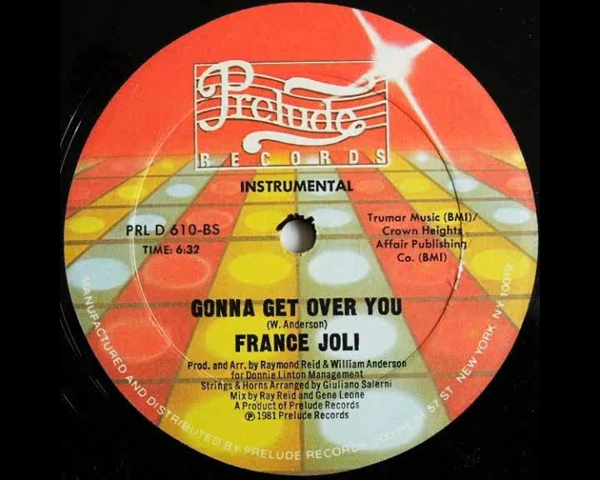 Prelude
RECORDS
INSTRUMENTAL
PRL D 610-BS
TIME: 6:32
Trumar Music (BMI)/
Crown Heights
Affair Publishing
Co. (BMI)
GONNA GET OVER YOU
(W. Anderson)
FRANCE JOLI
Prod. and Arr. by Raymond Reid & William Anderson
for Donnie Linton Management
Strings & Horns Arranged by Giuliano Salerni
Mix by Ray Reid and Gene Leone
A Product of Prelude Records
℗ 1981 Prelude Records
MANUFACTURED AND DISTRIBUTED BY PRELUDE RECORDS, 57 ST NEW YORK, NY 10019